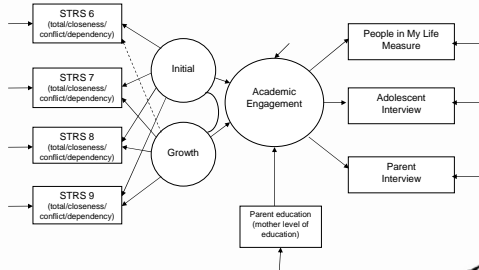 STRS 6
(total/closeness/
conflict/dependency)
STRS 7
(total/closeness/
conflict/dependency)
STRS 8
(total/closeness/
conflict/dependency)
STRS 9
(total/closeness/
conflict/dependency)
Initial
Growth
Academic
Engagement
Parent education
(mother level of
education)
People in My Life
Measure
Adolescent
Interview
Parent
Interview